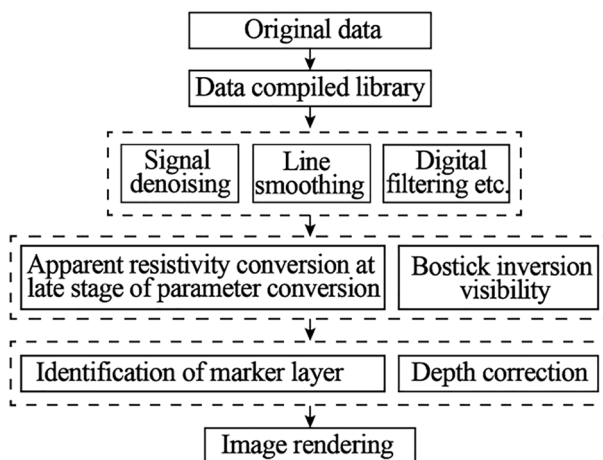 Original data
Data compiled library
Signal
denoising
Line
smoothing
Digital
filtering etc.
Apparent resistivity conversion at
late stage of parameter conversion
Bostick inversion
visibility
Identification of marker layer
Depth correction
Image rendering